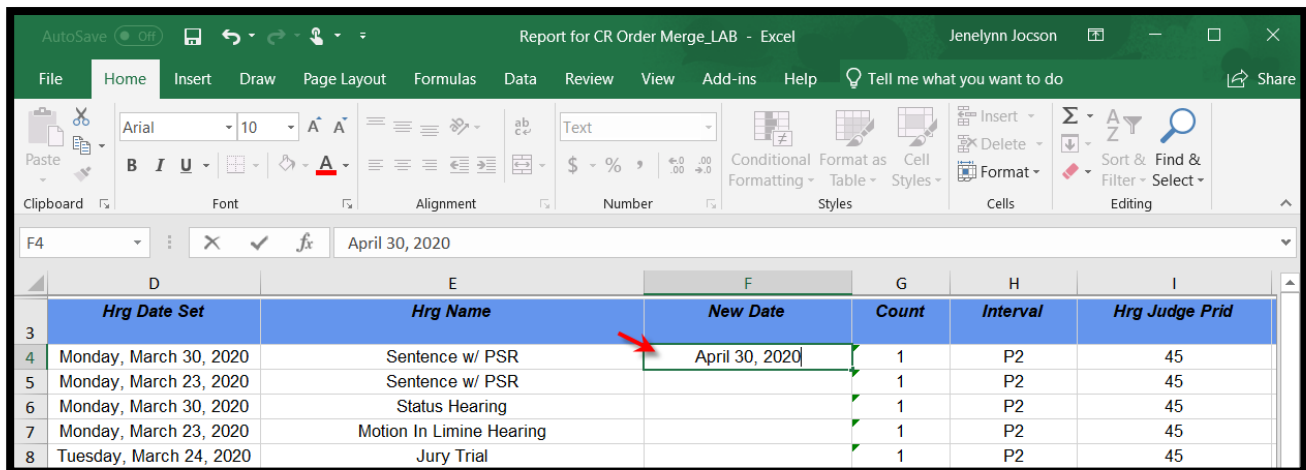 AutoSave Off Report for CR Order Merge_LAB - Excel Jenelynn Jocson
File Home Insert Draw Page Layout Formulas Data Review View Add-ins Help Tell me what you want to do Share
Paste
Clipboard
Arial 10 A A
B I U A
Font
ab
Alignment
Text
$ % , .0 .00 .00 .0
Number
Conditional Formatting
Format as Table
Cell Styles
Styles
Insert
Delete
Format
Cells
Σ A Z
Sort & Filter
Find & Select
Editing
F4 fx April 30, 2020
D E F G H I
3 Hrg Date Set Hrg Name New Date Count Interval Hrg Judge Prid
4 Monday, March 30, 2020 Sentence w/ PSR April 30, 2020 1 P2 45
5 Monday, March 23, 2020 Sentence w/ PSR 1 P2 45
6 Monday, March 30, 2020 Status Hearing 1 P2 45
7 Monday, March 23, 2020 Motion In Limine Hearing 1 P2 45
8 Tuesday, March 24, 2020 Jury Trial 1 P2 45